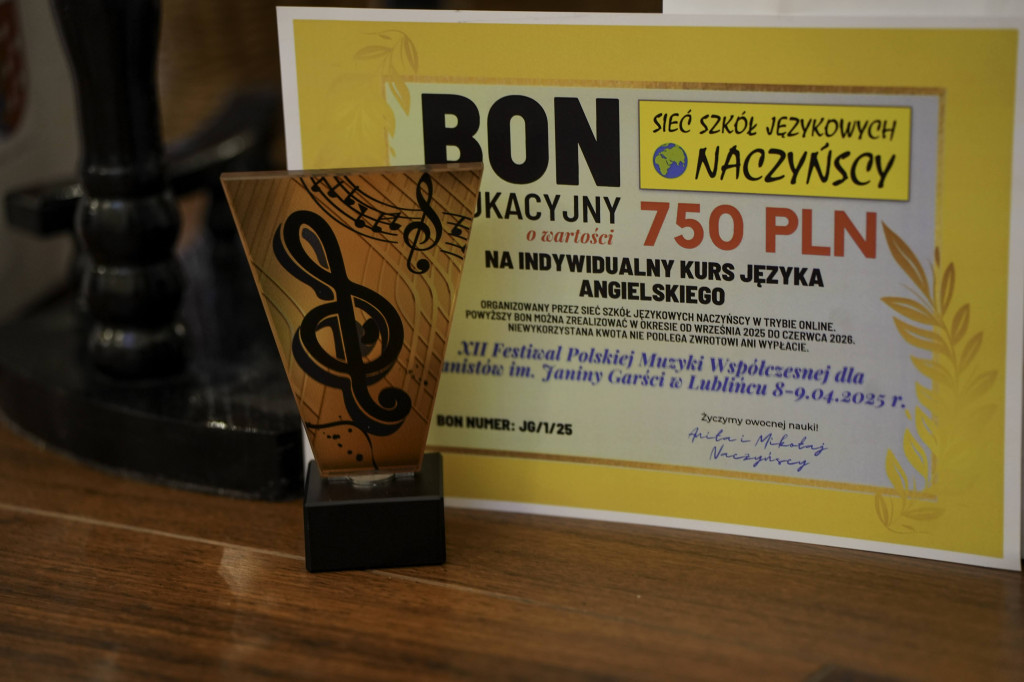 BON
SIEĆ SZKÓŁ JĘZYKOWYCH
NACZYŃSCY
UKACYJNY
o wartości
750 PLN
NA INDYWIDUALNY KURS JĘZYKA
ANGIELSKIEGO
ORGANIZOWANY PRZEZ SIEĆ SZKÓŁ JĘZYKOWYCH NACZYŃSCY W TRYBIE ONLINE.
POWYŻSZY BON MOŻNA ZREALIZOWAĆ W OKRESIE OD WRZEŚNIA 2025 DO CZERWCA 2026.
NIEWYKORZYSTANA KWOTA NIE PODLEGA ZWROTOWI ANI WYPŁACIE.
XII Festiwal Polskiej Muzyki Współczesnej dla
anistów im. Janiny Garści w Lublińcu 8-9.04.2025 r.
BON NUMER: JG/1/25
Życzymy owocnej nauki!
Anita i Mikołaj
Naczyńscy